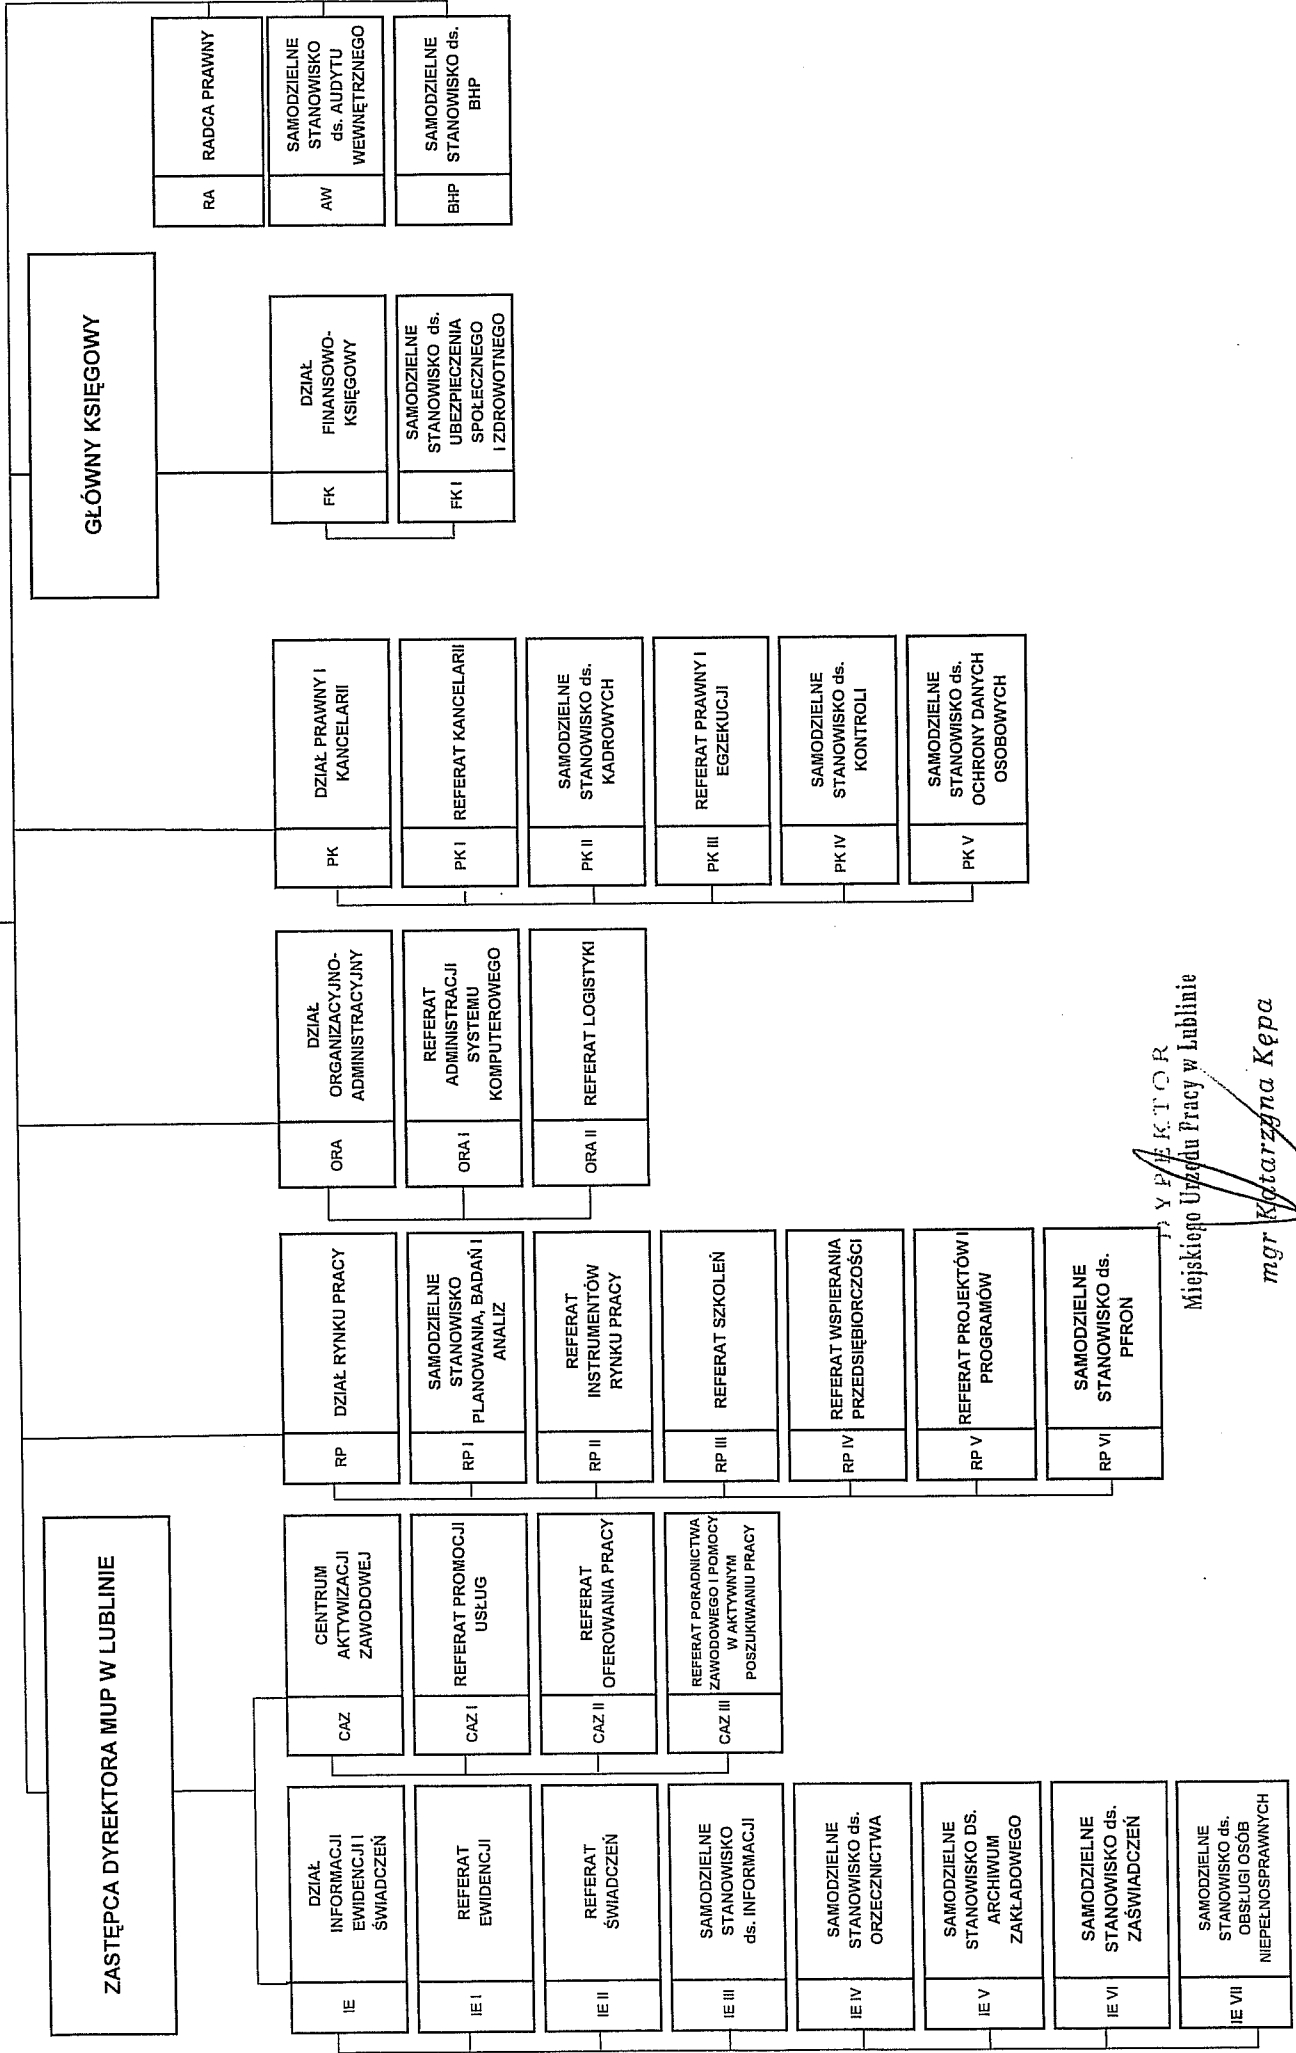 ZASTĘPCA DYREKTORA MUP W LUBLINIE
GŁÓWNY KSIĘGOWY
IE
DZIAŁ
INFORMACJI
EWIDENCJI I
ŚWIADCZEŃ
IE I
REFERAT
EWIDENCJI
IE II
REFERAT
ŚWIADCZEŃ
IE III
SAMODZIELNE
STANOWISKO
ds. INFORMACJI
IE IV
SAMODZIELNE
STANOWISKO ds.
ORZECZNICTWA
IE V
SAMODZIELNE
STANOWISKO DS.
ARCHIWUM
ZAKŁADOWEGO
IE VI
SAMODZIELNE
STANOWISKO ds.
ZAŚWIADCZEŃ
IE VII
SAMODZIELNE
STANOWISKO ds.
OBSŁUGI OSÓB
NIEPEŁNOSPRAWNYCH
CAZ
CENTRUM
AKTYWIZACJI
ZAWODOWEJ
CAZ I
REFERAT PROMOCJI
USŁUG
CAZ II
REFERAT
OFEROWANIA PRACY
CAZ III
REFERAT PORADNICTWA
ZAWODOWEGO I POMOCY
W AKTYWNYM
POSZUKIWANIU PRACY
RP
DZIAŁ RYNKU PRACY
RP I
SAMODZIELNE
STANOWISKO
PLANOWANIA, BADAŃ I
ANALIZ
RP II
REFERAT
INSTRUMENTÓW
RYNKU PRACY
RP III
REFERAT SZKOLEŃ
RP IV
REFERAT WSPIERANIA
PRZEDSIĘBIORCZOŚCI
RP V
REFERAT PROJEKTÓW I
PROGRAMÓW
RP VI
SAMODZIELNE
STANOWISKO ds.
PFRON
ORA
DZIAŁ
ORGANIZACYJNO-
ADMINISTRACYJNY
ORA I
REFERAT
ADMINISTRACJI
SYSTEMU
KOMPUTEROWEGO
ORA II
REFERAT LOGISTYKI
PK
DZIAŁ PRAWNY I
KANCELARII
PK I
REFERAT KANCELARII
PK II
SAMODZIELNE
STANOWISKO ds.
KADROWYCH
PK III
REFERAT PRAWNY I
EGZEKUCJI
PK IV
SAMODZIELNE
STANOWISKO ds.
KONTROLI
PK V
SAMODZIELNE
STANOWISKO ds.
OCHRONY DANYCH
OSOBOWYCH
FK
DZIAŁ
FINANSOWO-
KSIĘGOWY
FK I
SAMODZIELNE
STANOWISKO ds.
UBEZPIECZENIA
SPOŁECZNEGO
I ZDROWOTNEGO
RA
RADCA PRAWNY
AW
SAMODZIELNE
STANOWISKO
ds. AUDYTU
WEWNĘTRZNEGO
BHP
SAMODZIELNE
STANOWISKO ds.
BHP
DYREKTOR
Miejskiego Urzędu Pracy w Lublinie
mgr Katarzyna Kępa